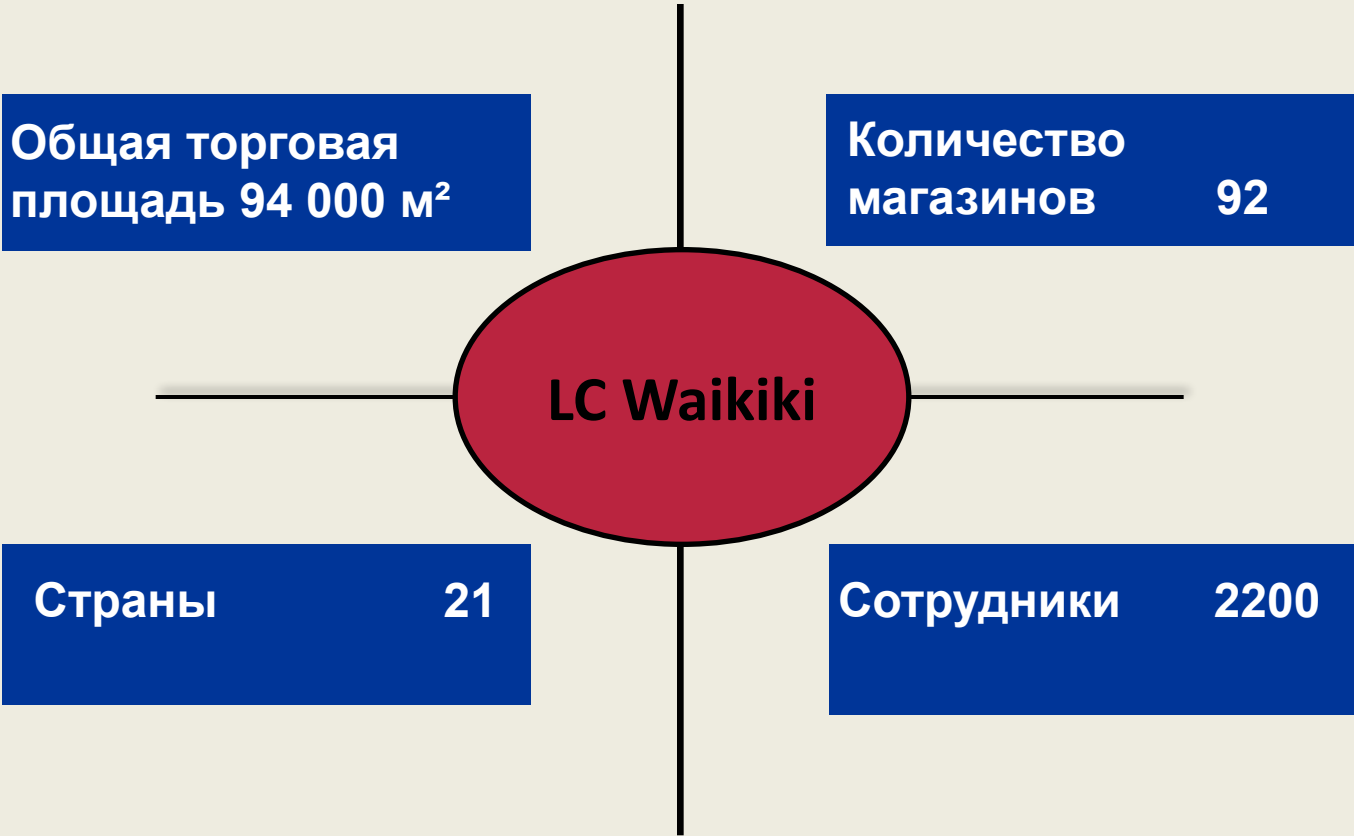 Общая торговая
площадь 94 000 м²
Количество
магазинов 92
LC Waikiki
Страны 21
Сотрудники 2200